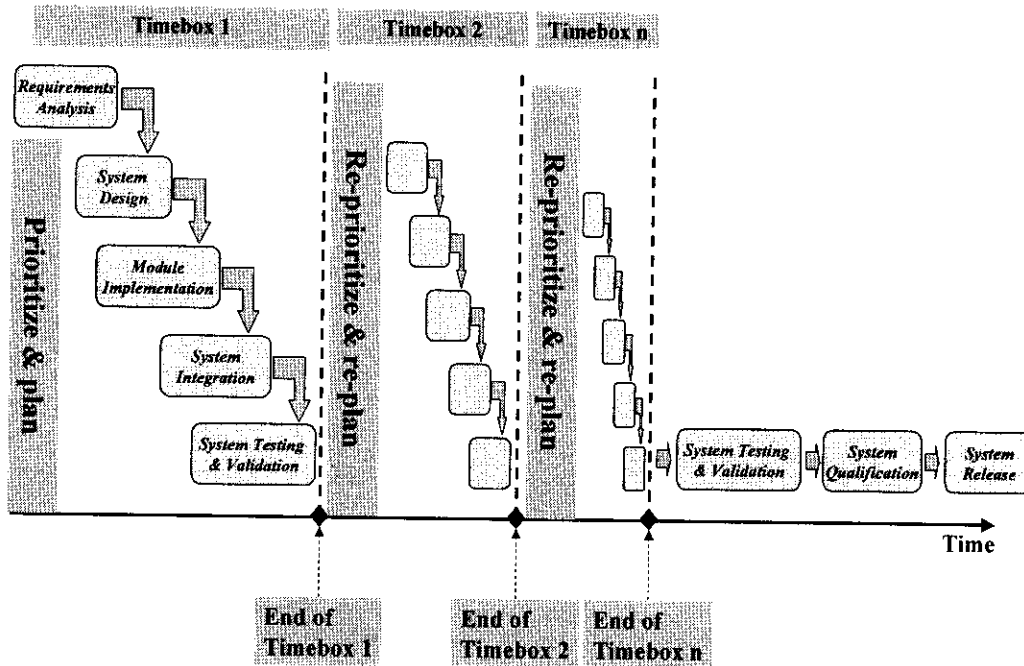 Timebox 1
Timebox 2
Timebox n
Requirements
Analysis
System
Design
Module
Implementation
System
Integration
System Testing
& Validation
Prioritize & plan
Re-prioritize & re-plan
Re-prioritize & re-plan
System Testing
& Validation
System
Qualification
System
Release
Time
End of
Timebox 1
End of
Timebox 2
End of
Timebox n